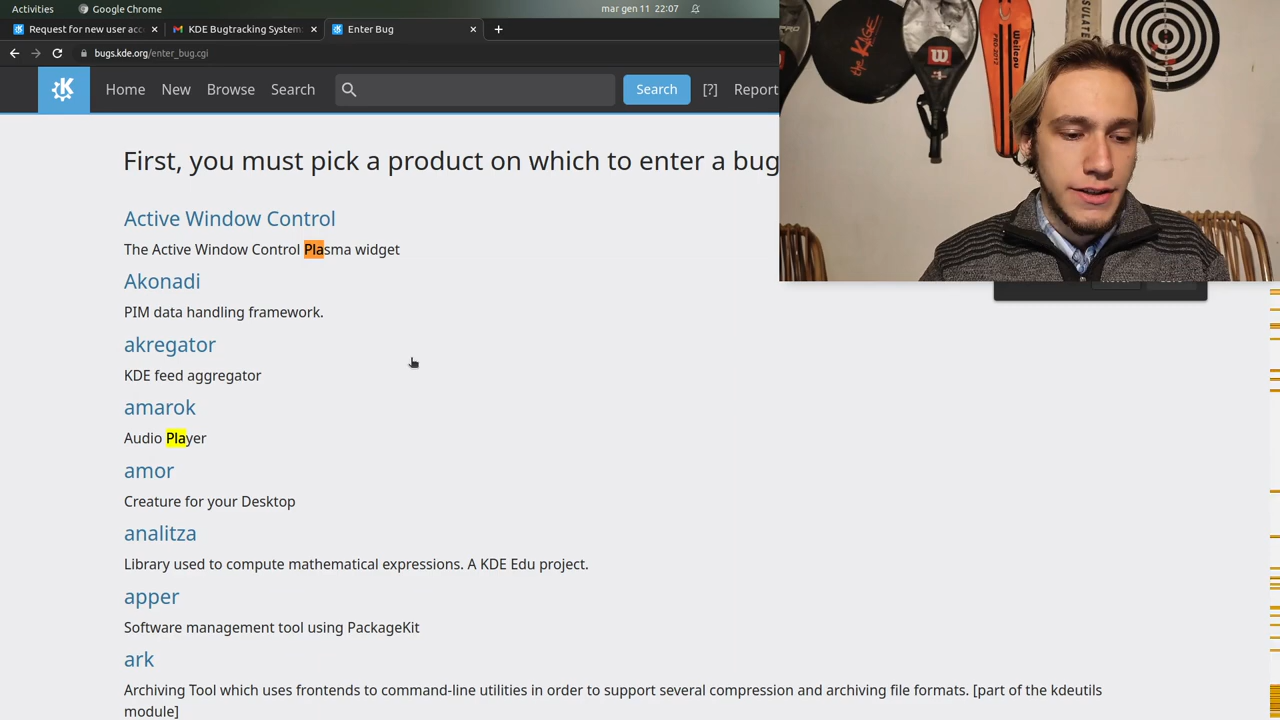 Activities Google Chrome mar gen 11 22:07
Request for new user acc KDE Bugtracking System: Enter Bug
bugs.kde.org/enter_bug.cgi
Home New Browse Search Search [?] Report
First, you must pick a product on which to enter a bug
Active Window Control
The Active Window Control Plasma widget
Akonadi
PIM data handling framework.
akregator
KDE feed aggregator
amarok
Audio Player
amor
Creature for your Desktop
analitza
Library used to compute mathematical expressions. A KDE Edu project.
apper
Software management tool using PackageKit
ark
Archiving Tool which uses frontends to command-line utilities in order to support several compression and archiving file formats. [part of the kdeutils
module]
the KAGE
W
PRO-2012 Weilepu